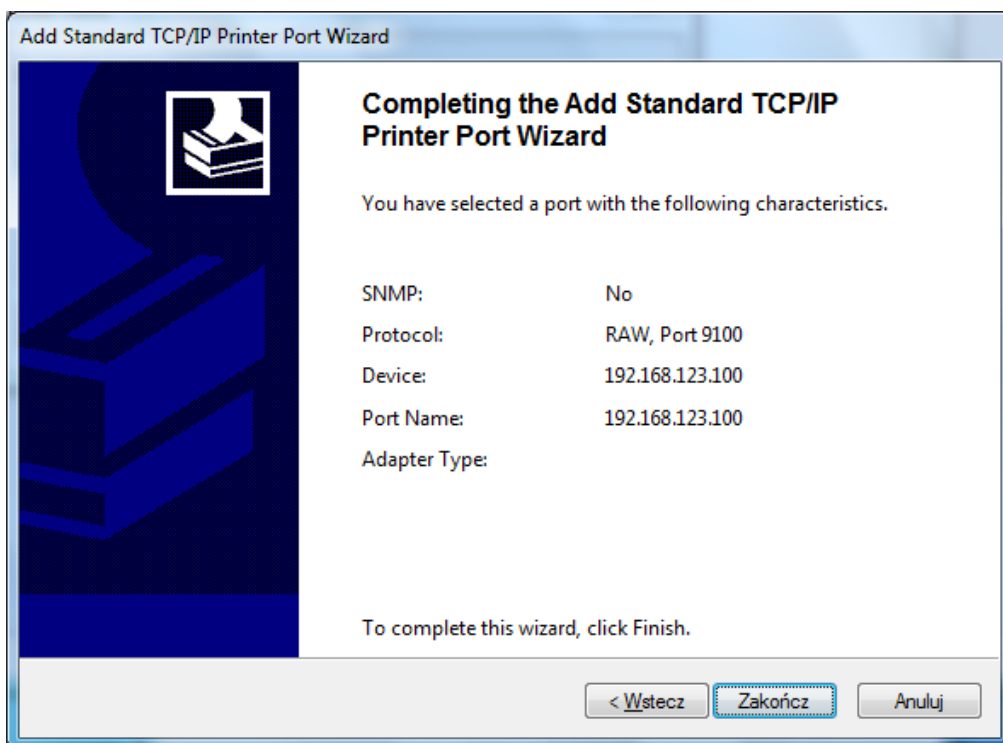 Add Standard TCP/IP Printer Port Wizard
Completing the Add Standard TCP/IP
Printer Port Wizard
You have selected a port with the following characteristics.
SNMP: No
Protocol: RAW, Port 9100
Device: 192.168.123.100
Port Name: 192.168.123.100
Adapter Type:
To complete this wizard, click Finish.
< Wstecz Zakończ Anuluj